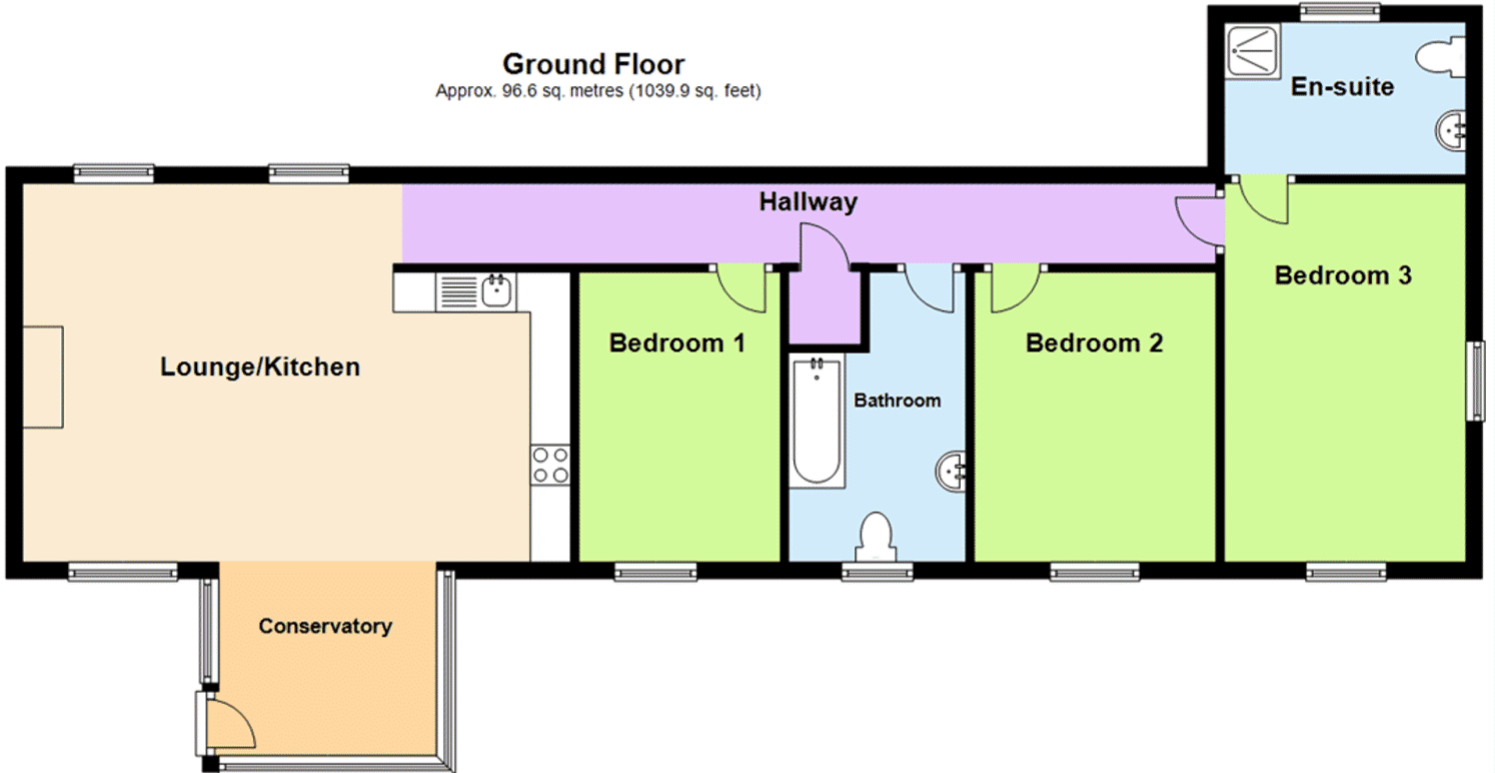 Ground Floor
Approx. 96.6 sq. metres (1039.9 sq. feet)
En-suite
Hallway
Bedroom 3
Lounge/Kitchen
Bedroom 1
Bedroom 2
Bathroom
Conservatory